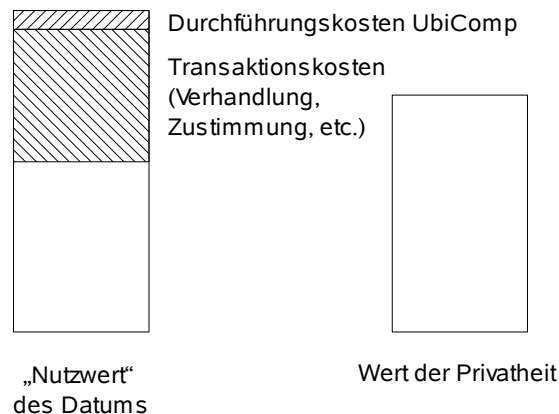 Durchführungskosten UbiComp
Transaktionskosten
(Verhandlung,
Zustimmung, etc.)
„Nutzwert“
des Datums
Wert der Privatheit